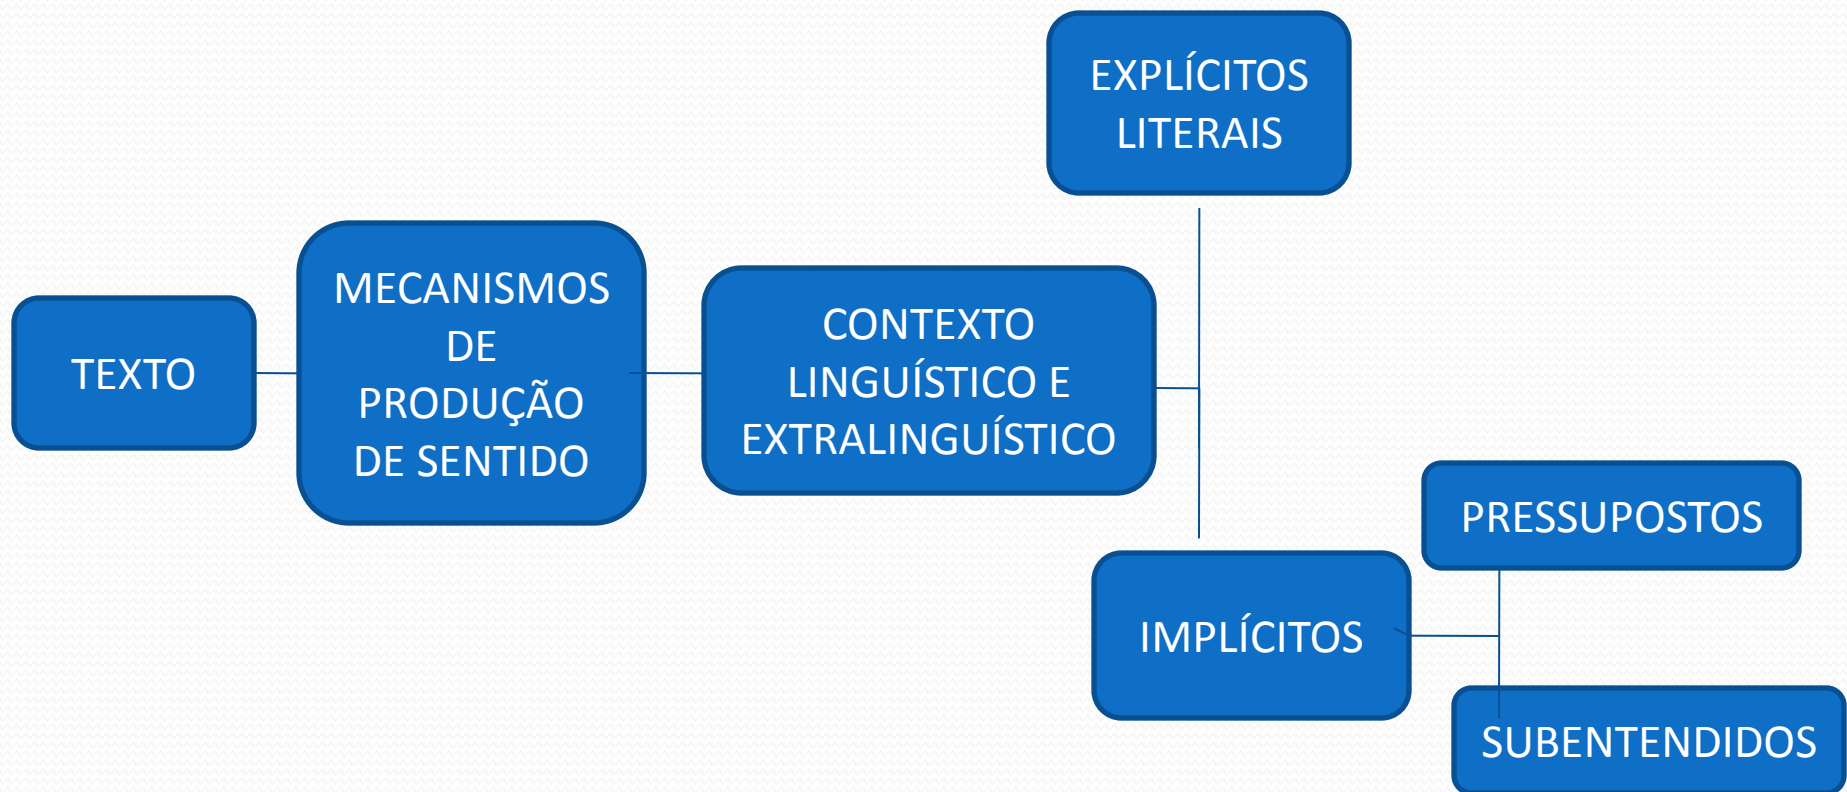 TEXTO
MECANISMOS
DE
PRODUÇÃO
DE SENTIDO
CONTEXTO
LINGUÍSTICO E
EXTRALINGUÍSTICO
EXPLÍCITOS
LITERAIS
IMPLÍCITOS
PRESSUPOSTOS
SUBENTENDIDOS